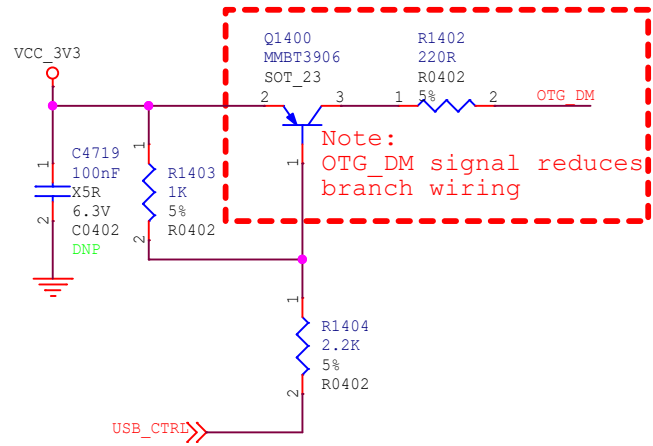 VCC_3V3
Q1400
MMBT3906
SOT_23
2
3
1
R1402
220R
R0402
5%
1
2
OTG_DM
Note:
OTG_DM signal reduces
branch wiring
C4719
100nF
X5R
6.3V
C0402
DNP
1
2
R1403
1K
5%
R0402
1
2
R1404
2.2K
5%
R0402
1
2
USB_CTRL